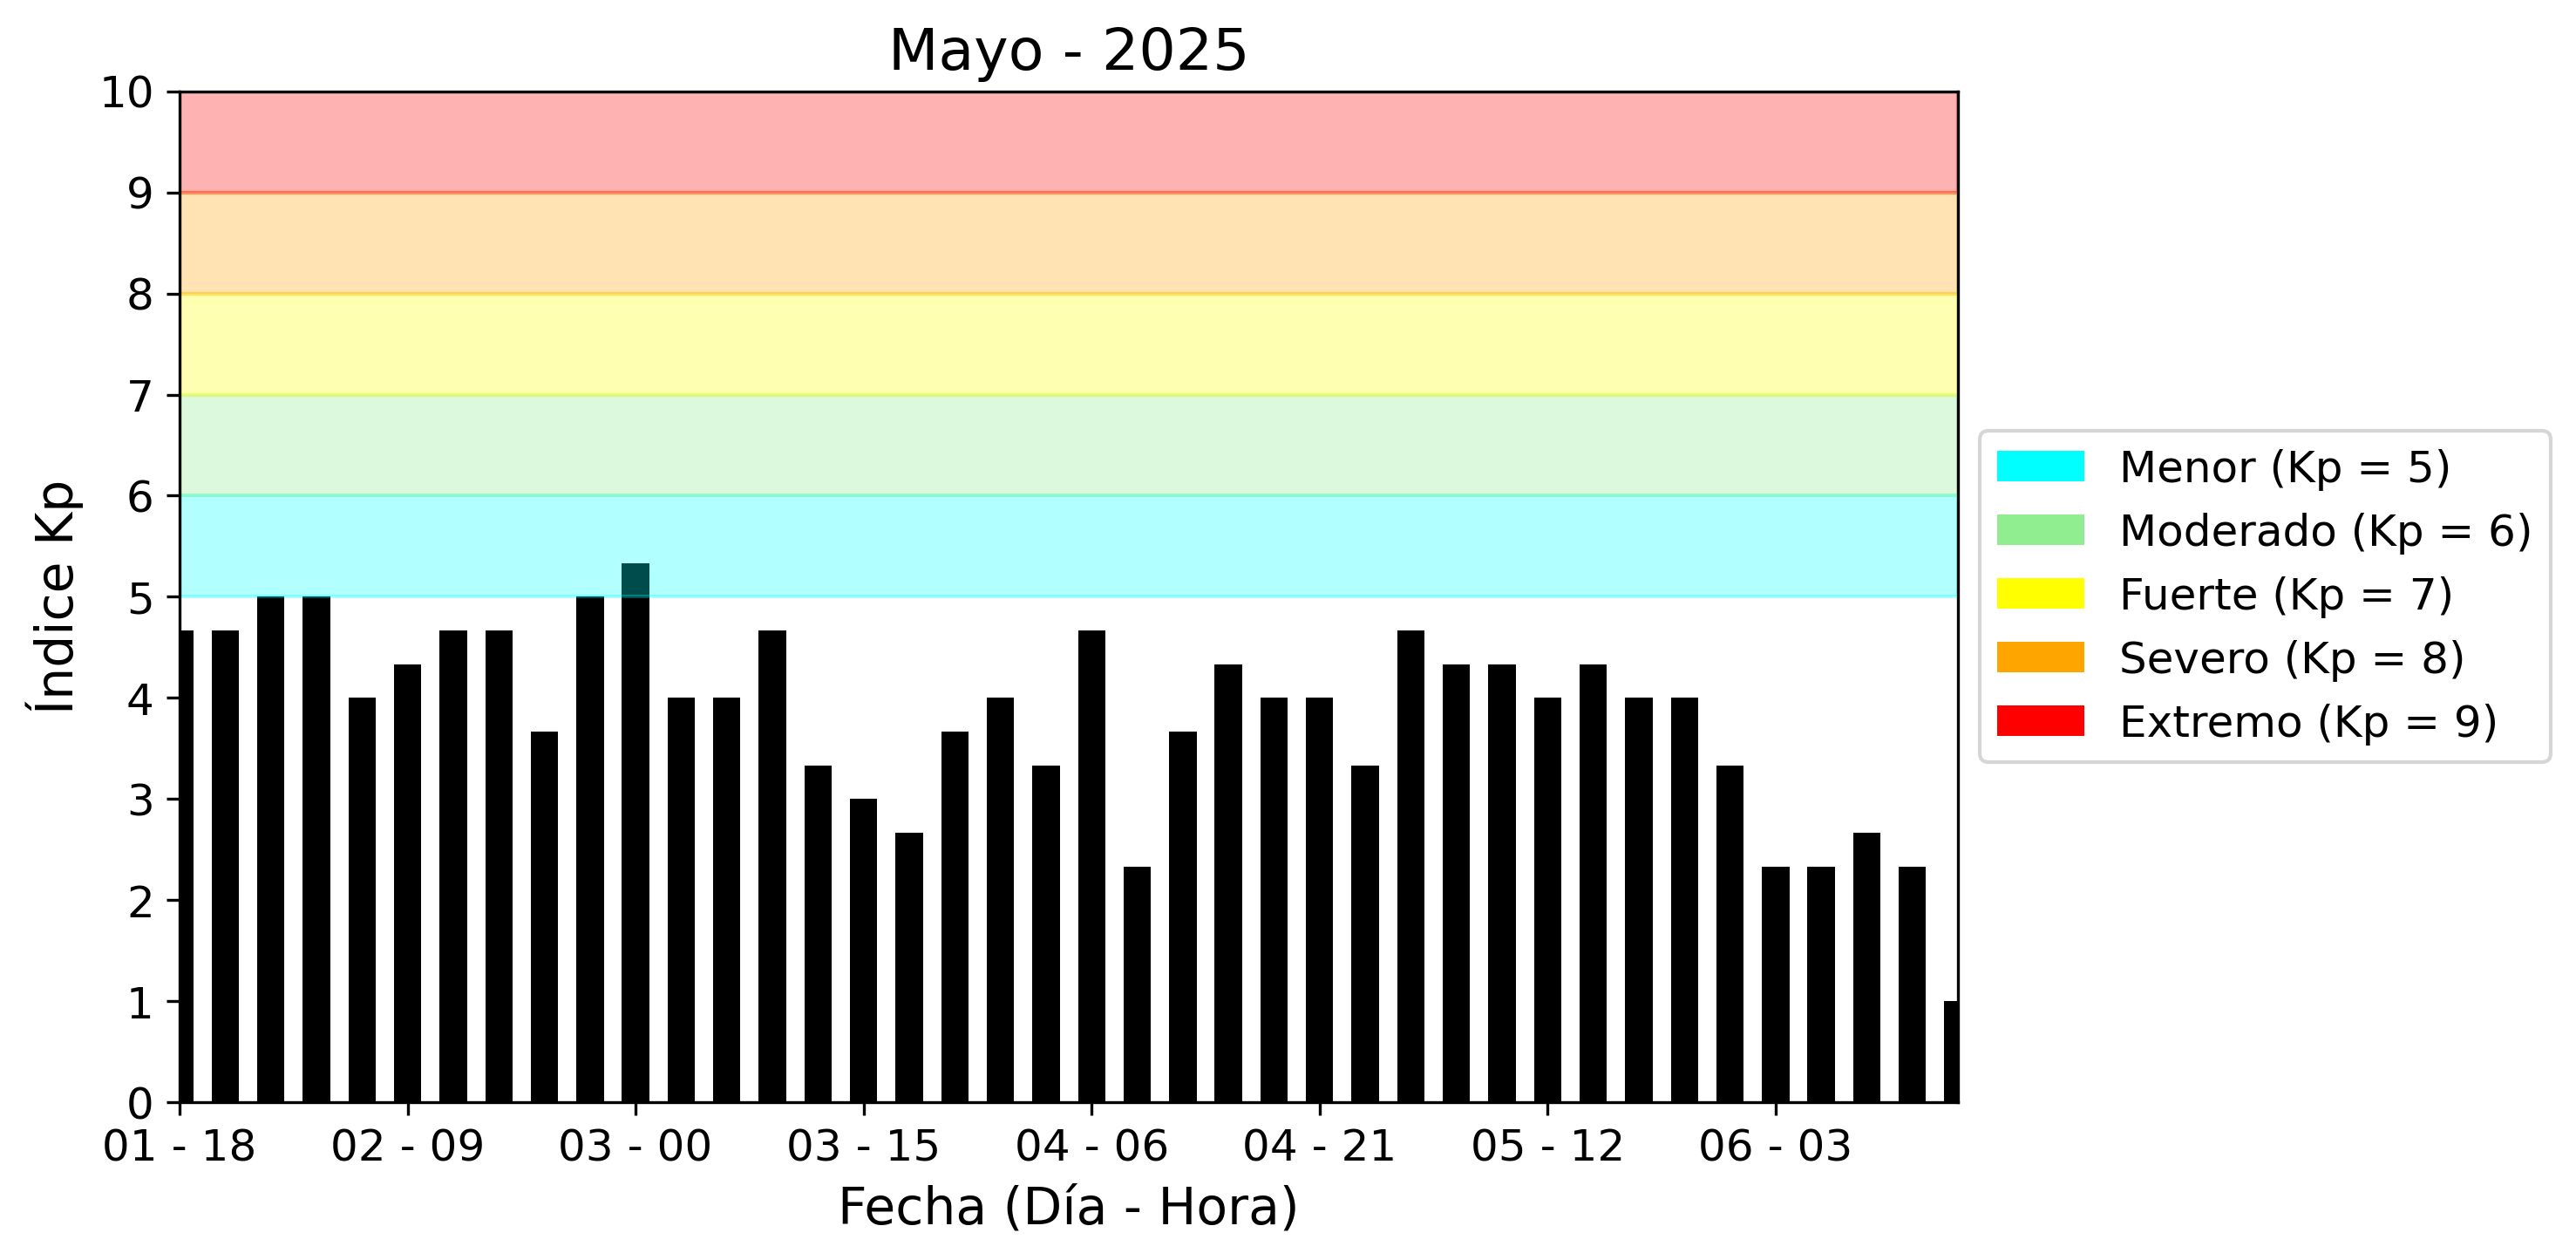 Mayo - 2025
10
9
8
7
6
5
4
3
2
1
0
Índice Kp
01 - 18
02 - 09
03 - 00
03 - 15
04 - 06
04 - 21
05 - 12
06 - 03
Fecha (Día - Hora)
Menor (Kp = 5)
Moderado (Kp = 6)
Fuerte (Kp = 7)
Severo (Kp = 8)
Extremo (Kp = 9)